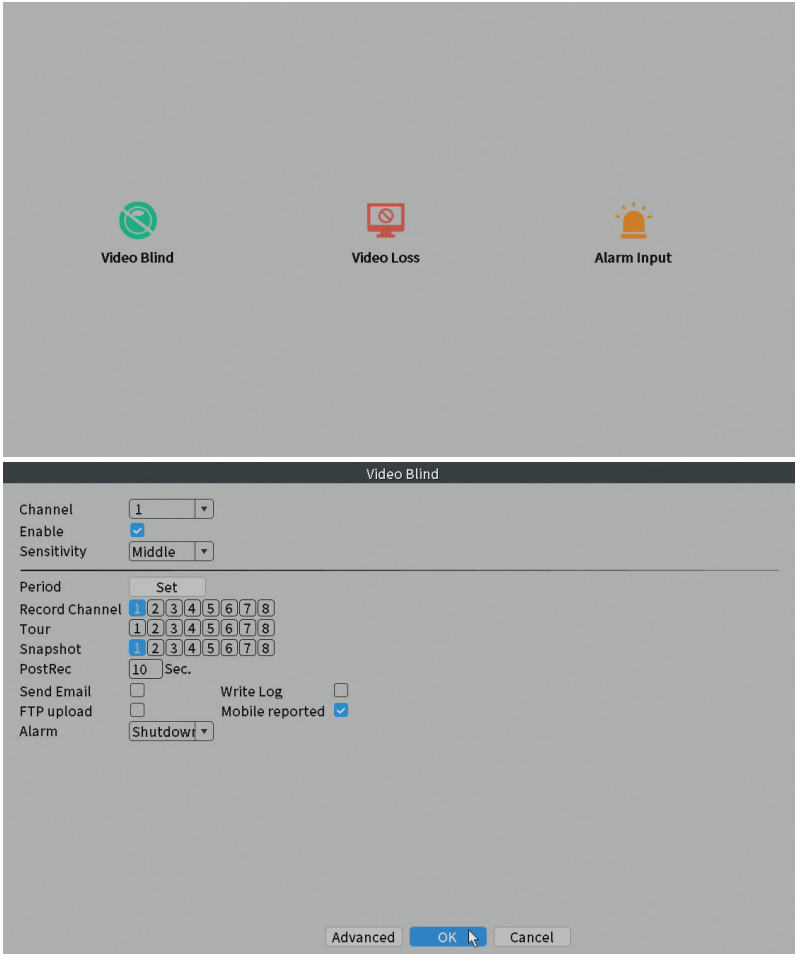 Video Blind Video Loss Alarm Input
Video Blind
Channel 1
Enable
Sensitivity Middle
Period Set
Record Channel 1 2 3 4 5 6 7 8
Tour 1 2 3 4 5 6 7 8
Snapshot 1 2 3 4 5 6 7 8
PostRec 10 Sec.
Send Email Write Log
FTP upload Mobile reported
Alarm Shutdown
Advanced OK Cancel